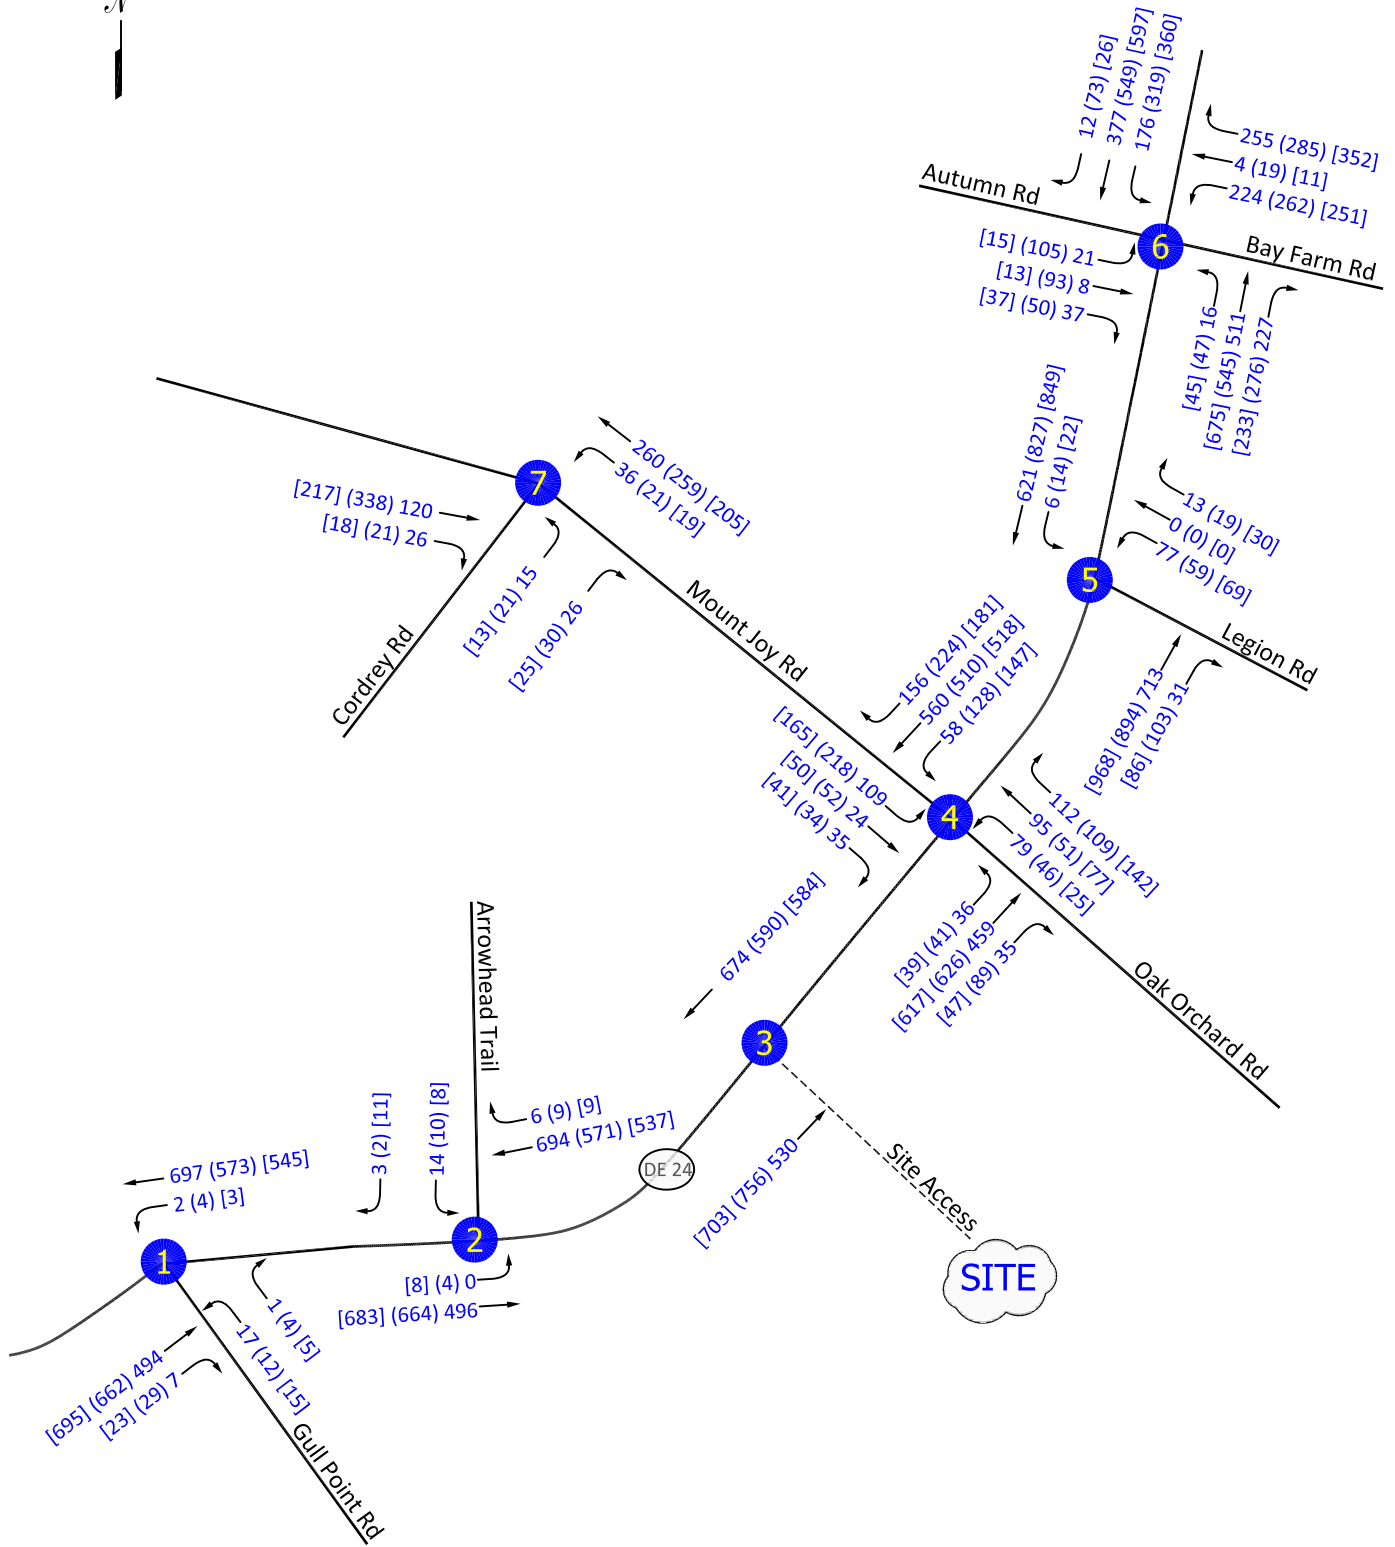 N
12 (73) [26]
377 (549) [597]
176 (319) [360]
255 (285) [352]
4 (19) [11]
224 (262) [251]
Autumn Rd
6
Bay Farm Rd
[15] (105) 21
[13] (93) 8
[37] (50) 37
[45] (47) 16
[675] (545) 511
[233] (276) 227
621 (827) [849]
6 (14) [22]
13 (19) [30]
0 (0) [0]
77 (59) [69]
5
Legion Rd
[968] (894) 713
[86] (103) 31
260 (259) [205]
36 (21) [19]
7
[217] (338) 120
[18] (21) 26
[13] (21) 15
[25] (30) 26
Cordrey Rd
Mount Joy Rd
156 (224) [181]
560 (510) [518]
58 (128) [147]
[165] (218) 109
[50] (52) 24
[41] (34) 35
4
112 (109) [142]
95 (51) [77]
79 (46) [25]
[39] (41) 36
[617] (626) 459
[47] (89) 35
Oak Orchard Rd
674 (590) [584]
3
[703] (756) 530
Site Access
SITE
DE 24
Arrowhead Trail
3 (2) [11]
14 (10) [8]
6 (9) [9]
694 (571) [537]
2
[8] (4) 0
[683] (664) 496
697 (573) [545]
2 (4) [3]
1
1 (4) [5]
17 (12) [15]
[695] (662) 494
[23] (29) 7
Gull Point Rd